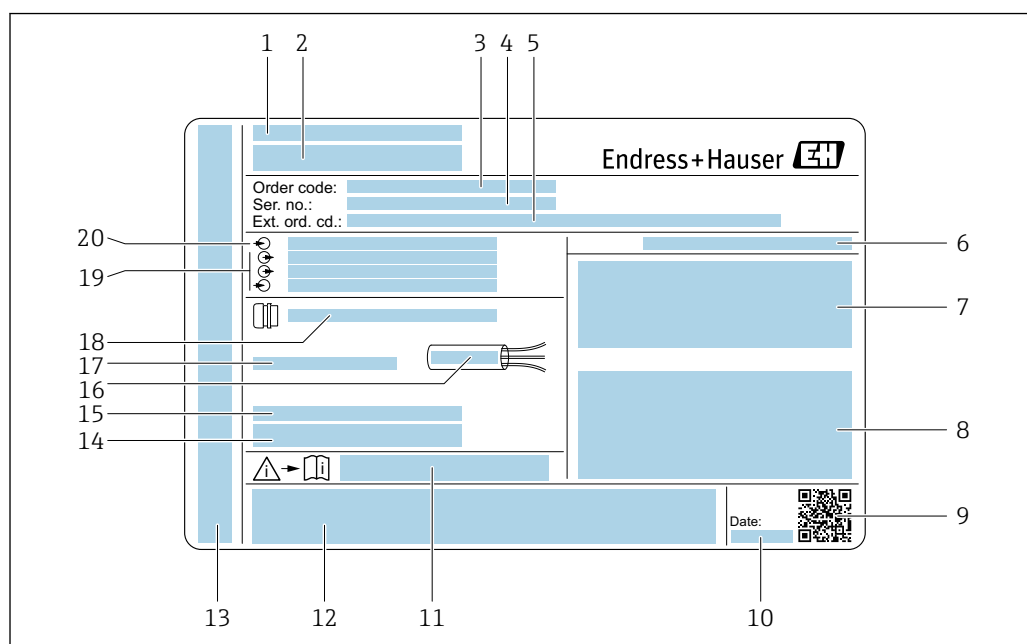 1 2 3 4 5
Endress+Hauser EH
Order code:
Ser. no.:
Ext. ord. cd.:
20
19
18
17
16
15
14
6
7
8
9
Date:
13 12 11 10